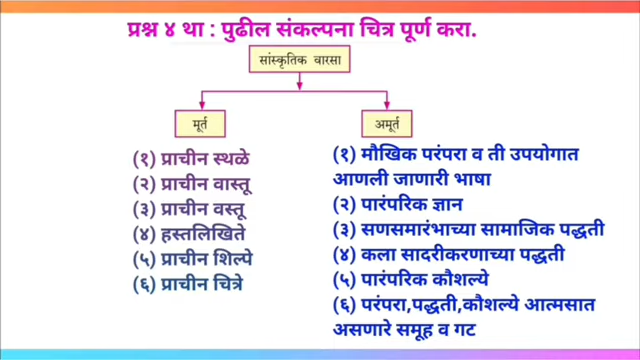 प्रश्न ४ था : पुढील संकल्पना चित्र पूर्ण करा.
सांस्कृतिक वारसा
मूर्त
(१) प्राचीन स्थळे
(२) प्राचीन वास्तू
(३) प्राचीन वस्तू
(४) हस्तलिखिते
(५) प्राचीन शिल्पे
(६) प्राचीन चित्रे
अमूर्त
(१) मौखिक परंपरा व ती उपयोगात
आणली जाणारी भाषा
(२) पारंपरिक ज्ञान
(३) सणसमारंभाच्या सामाजिक पद्धती
(४) कला सादरीकरणाच्या पद्धती
(५) पारंपरिक कौशल्ये
(६) परंपरा,पद्धती,कौशल्ये आत्मसात
असणारे समूह व गट